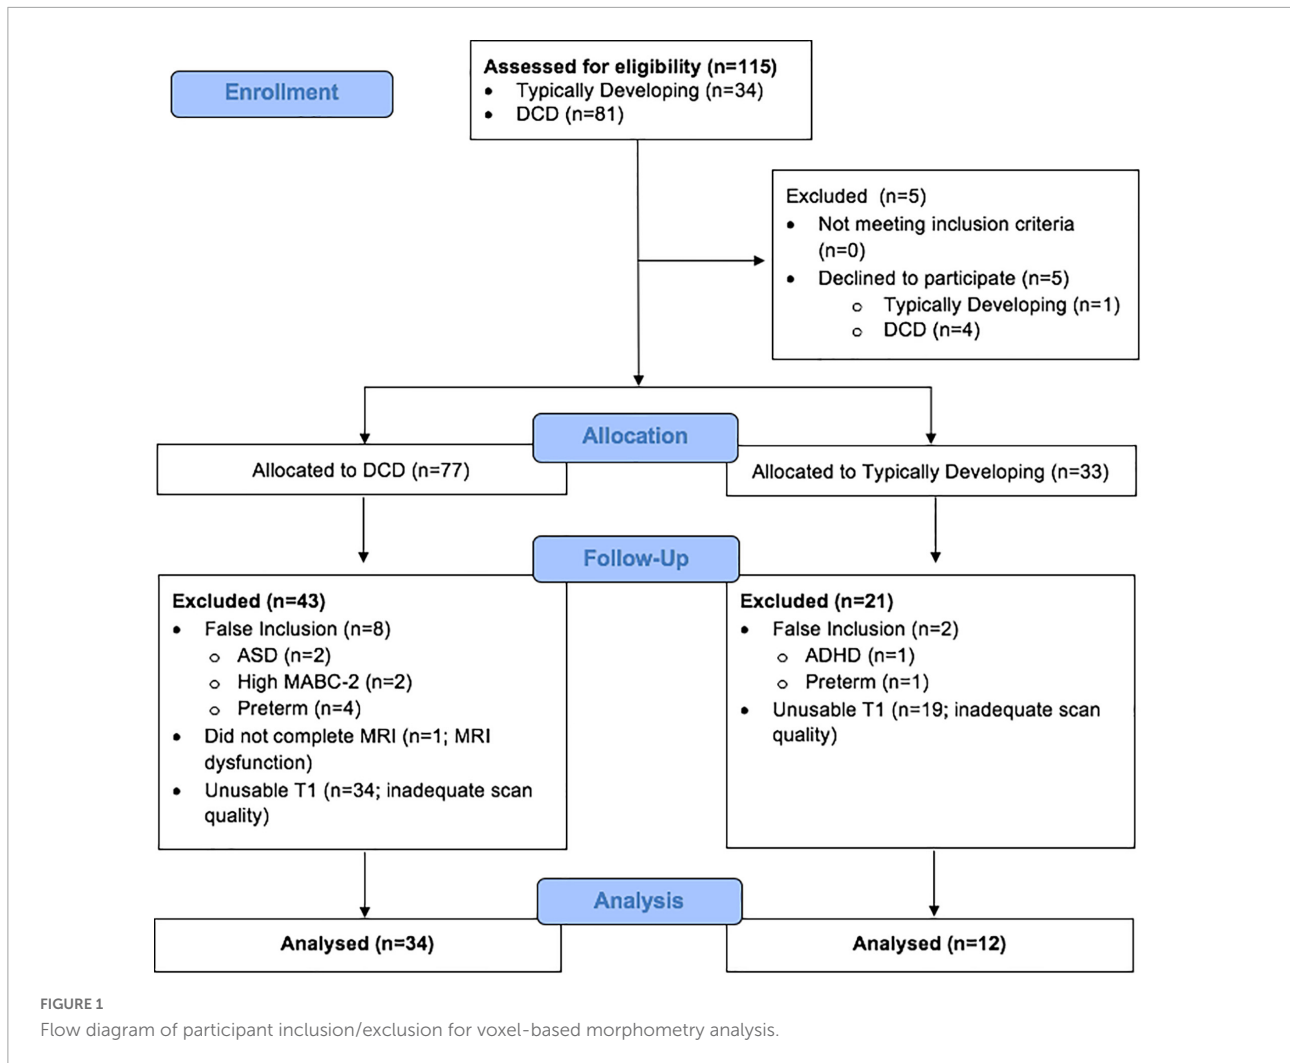 Enrollment
Assessed for eligibility (n=115)
• Typically Developing (n=34)
• DCD (n=81)
Excluded (n=5)
• Not meeting inclusion criteria
(n=0)
• Declined to participate (n=5)
o Typically Developing (n=1)
o DCD (n=4)
Allocation
Allocated to DCD (n=77)
Allocated to Typically Developing (n=33)
Follow-Up
Excluded (n=43)
• False Inclusion (n=8)
o ASD (n=2)
o High MABC-2 (n=2)
o Preterm (n=4)
• Did not complete MRI (n=1; MRI
dysfunction)
• Unusable T1 (n=34; inadequate scan
quality)
Excluded (n=21)
• False Inclusion (n=2)
o ADHD (n=1)
o Preterm (n=1)
• Unusable T1 (n=19; inadequate scan
quality)
Analysis
Analysed (n=34)
Analysed (n=12)
FIGURE 1
Flow diagram of participant inclusion/exclusion for voxel-based morphometry analysis.